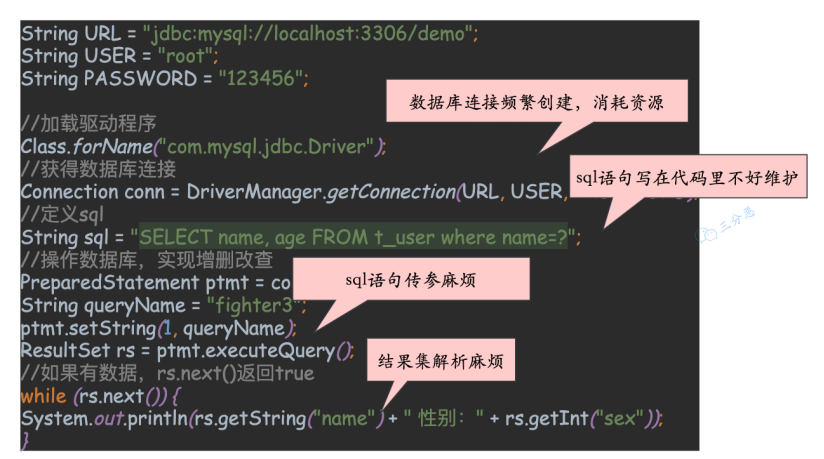 String URL = "jdbc:mysql://localhost:3306/demo";
String USER = "root";
String PASSWORD = "123456";
数据库连接频繁创建，消耗资源
//加载驱动程序
Class.forName("com.mysql.jdbc.Driver");
//获得数据库连接
sql语句写在代码里不好维护
Connection conn = DriverManager.getConnection(URL, USER,
//定义sql
String sql = "SELECT name, age FROM t_user where name=?";
三分恶
//操作数据库，实现增删改查
sql语句传参麻烦
PreparedStatement ptmt = co
String queryName = "fighter3";
ptmt.setString(1, queryName);
ResultSet rs = ptmt.executeQuery();
结果集解析麻烦
//如果有数据，rs.next()返回true
while (rs.next()) {
System.out.println(rs.getString("name") + " 性别：" + rs.getInt("sex"));
}